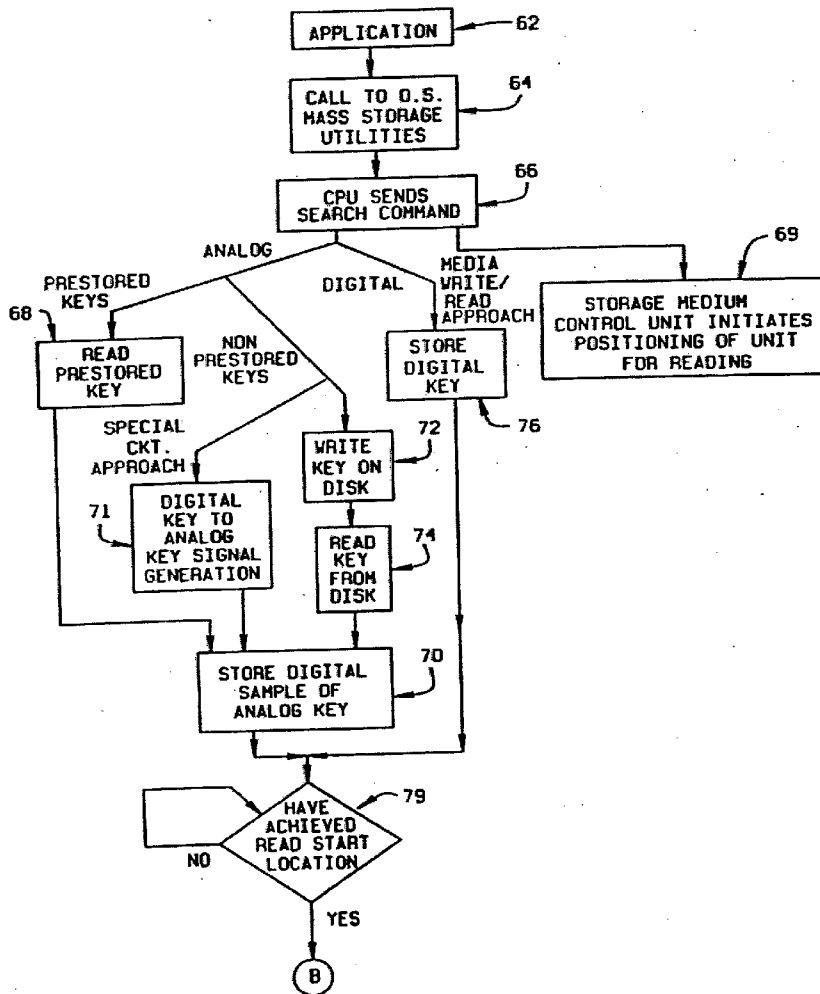 APPLICATION
62
CALL TO O.S.
MASS STORAGE
UTILITIES
64
CPU SENDS
SEARCH COMMAND
66
ANALOG
DIGITAL
MEDIA
WRITE/
READ
APPROACH
69
STORAGE MEDIUM
CONTROL UNIT INITIATES
POSITIONING OF UNIT
FOR READING
PRESTORED
KEYS
68
READ
PRESTORED
KEY
NON
PRESTORED
KEYS
STORE
DIGITAL
KEY
76
SPECIAL
CKT.
APPROACH
72
WRITE
KEY ON
DISK
71
DIGITAL
KEY TO
ANALOG
KEY SIGNAL
GENERATION
74
READ
KEY
FROM
DISK
STORE DIGITAL
SAMPLE OF
ANALOG KEY
70
HAVE
ACHIEVED
READ START
LOCATION
79
NO
YES
B